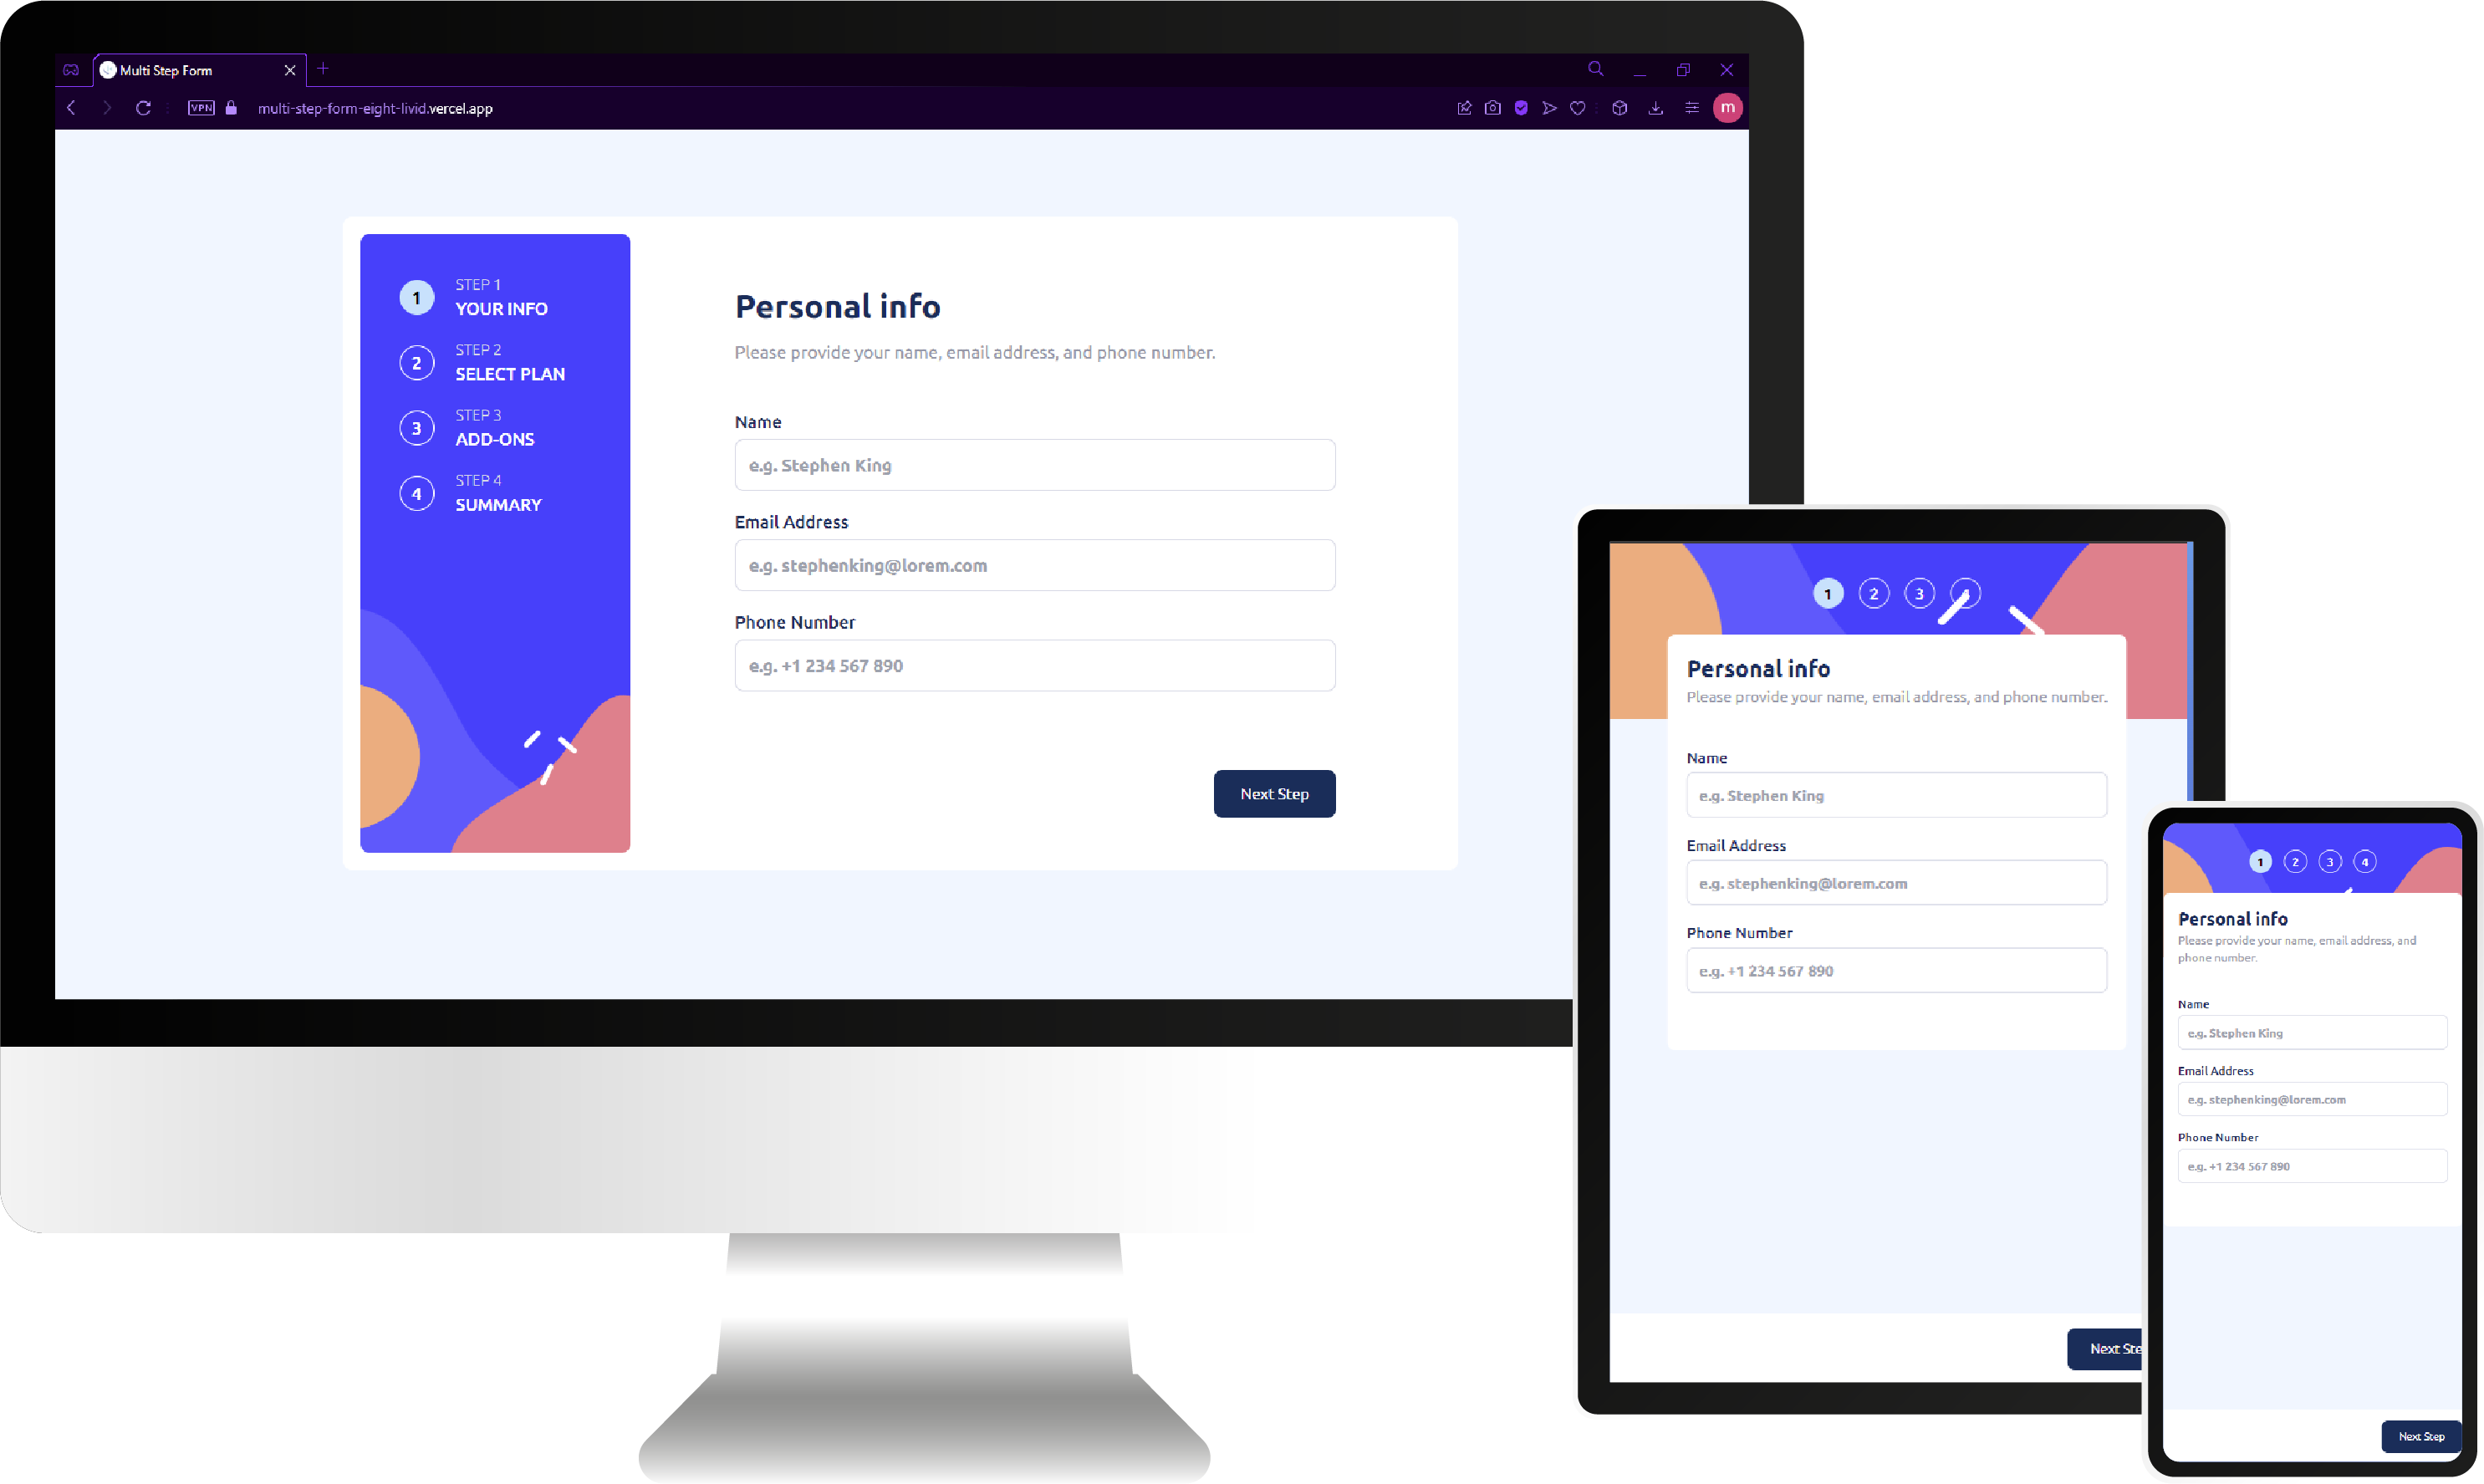 Multi Step Form
VPN
multi-step-form-eight-livid.vercel.app
m
1
STEP 1
YOUR INFO
2
STEP 2
SELECT PLAN
3
STEP 3
ADD-ONS
4
STEP 4
SUMMARY
Personal info
Please provide your name, email address, and phone number.
Name
e.g. Stephen King
Email Address
e.g. stephenking@lorem.com
Phone Number
e.g. +1 234 567 890
Next Step
1 2 3
Personal info
Please provide your name, email address, and phone number.
Name
e.g. Stephen King
Email Address
e.g. stephenking@lorem.com
Phone Number
e.g. +1 234 567 890
Next Ste
1 2 3 4
Personal info
Please provide your name, email address, and
phone number.
Name
e.g. Stephen King
Email Address
e.g. stephenking@lorem.com
Phone Number
e.g. +1 234 567 890
Next Step